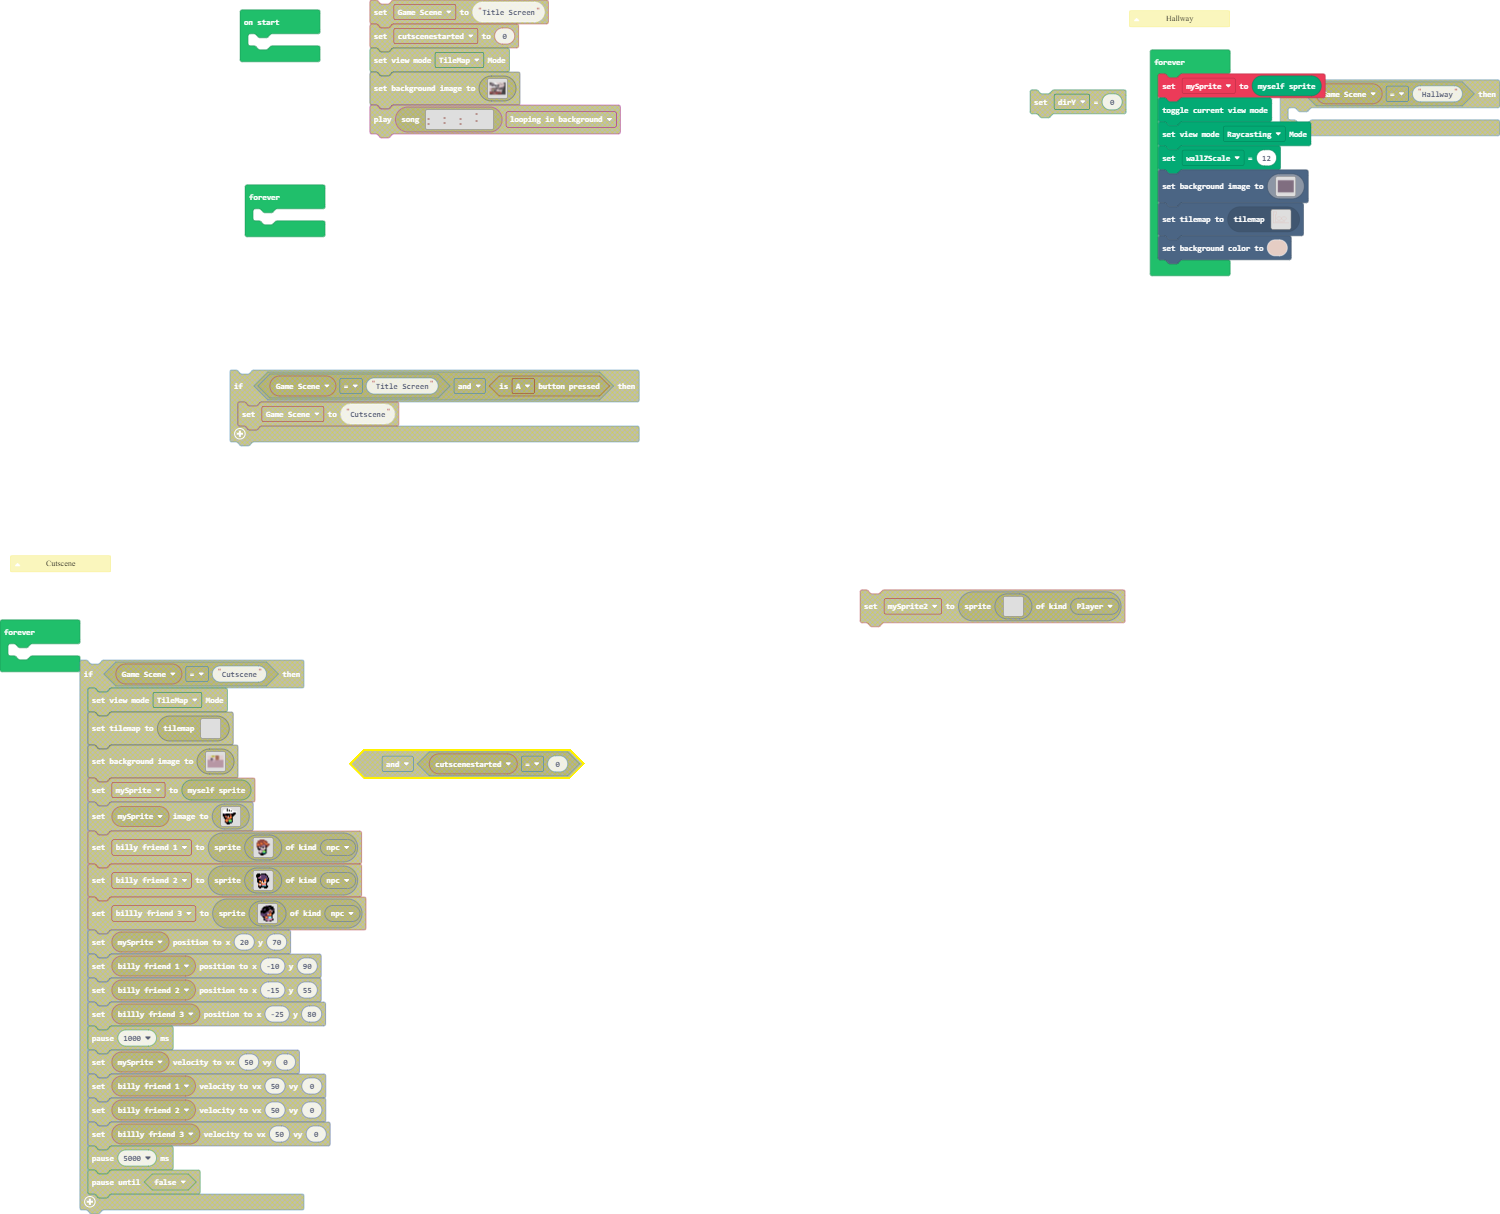 on start
set Game Scene to "Title Screen"
set cutscenestarted to 0
set view mode TileMap Mode
set background image to
play song looping in background
forever
if Game Scene = "Title Screen" and is A button pressed then
set Game Scene to "Cutscene"
Hallway
forever
set mySprite to myself sprite
toggle current view mode
set view mode Raycasting Mode
set wallZScale = 12
set background image to
set tilemap to tilemap
set background color to
ame Scene = "Hallway" then
set dirY = 0
Cutscene
forever
if Game Scene = "Cutscene" then
set view mode TileMap Mode
set tilemap to tilemap
set background image to
set mySprite to myself sprite
set mySprite image to
set billy friend 1 to sprite of kind npc
set billy friend 2 to sprite of kind npc
set billly friend 3 to sprite of kind npc
set mySprite position to x 20 y 70
set billy friend 1 position to x -10 y 90
set billy friend 2 position to x -15 y 55
set billly friend 3 position to x -25 y 80
pause 1000 ms
set mySprite velocity to vx 50 vy 0
set billy friend 1 velocity to vx 50 vy 0
set billy friend 2 velocity to vx 50 vy 0
set billly friend 3 velocity to vx 50 vy 0
pause 5000 ms
pause until false
and cutscenestarted = 0
set mySprite2 to sprite of kind Player